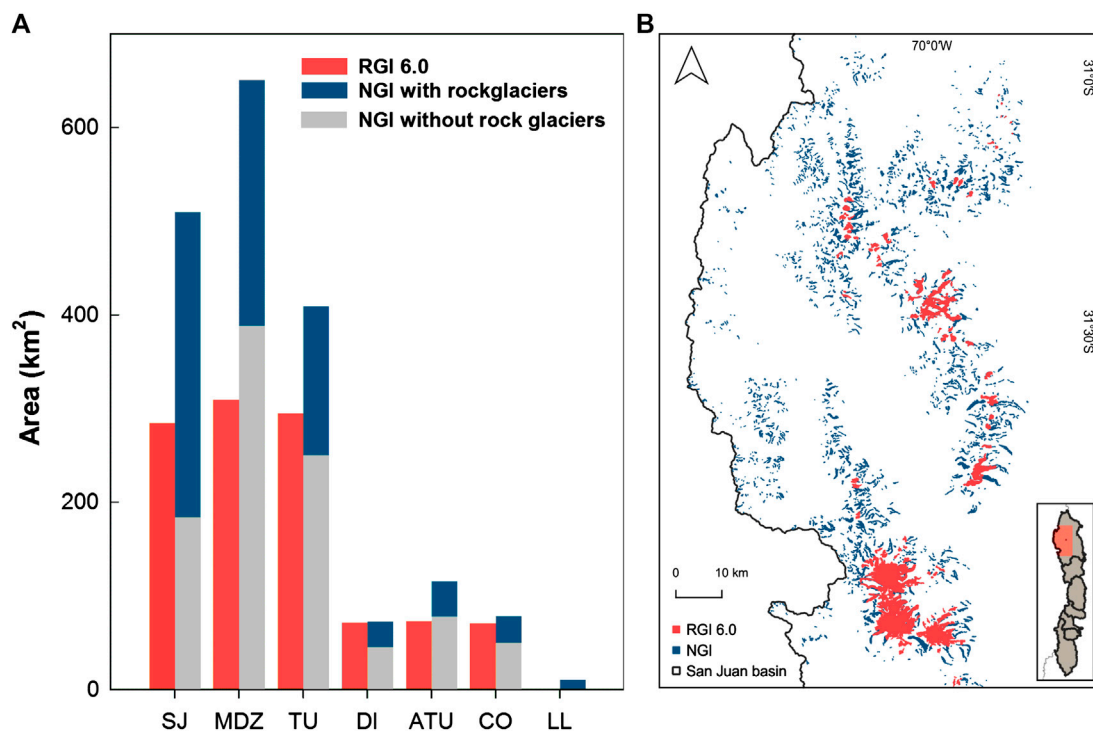 A
RGI 6.0
NGI with rockglaciers
NGI without rock glaciers
Area (km²)
600
400
200
0
SJ MDZ TU DI ATU CO LL
B
70°0'W
31°0'S
31°30'S
0 10 km
RGI 6.0
NGI
San Juan basin